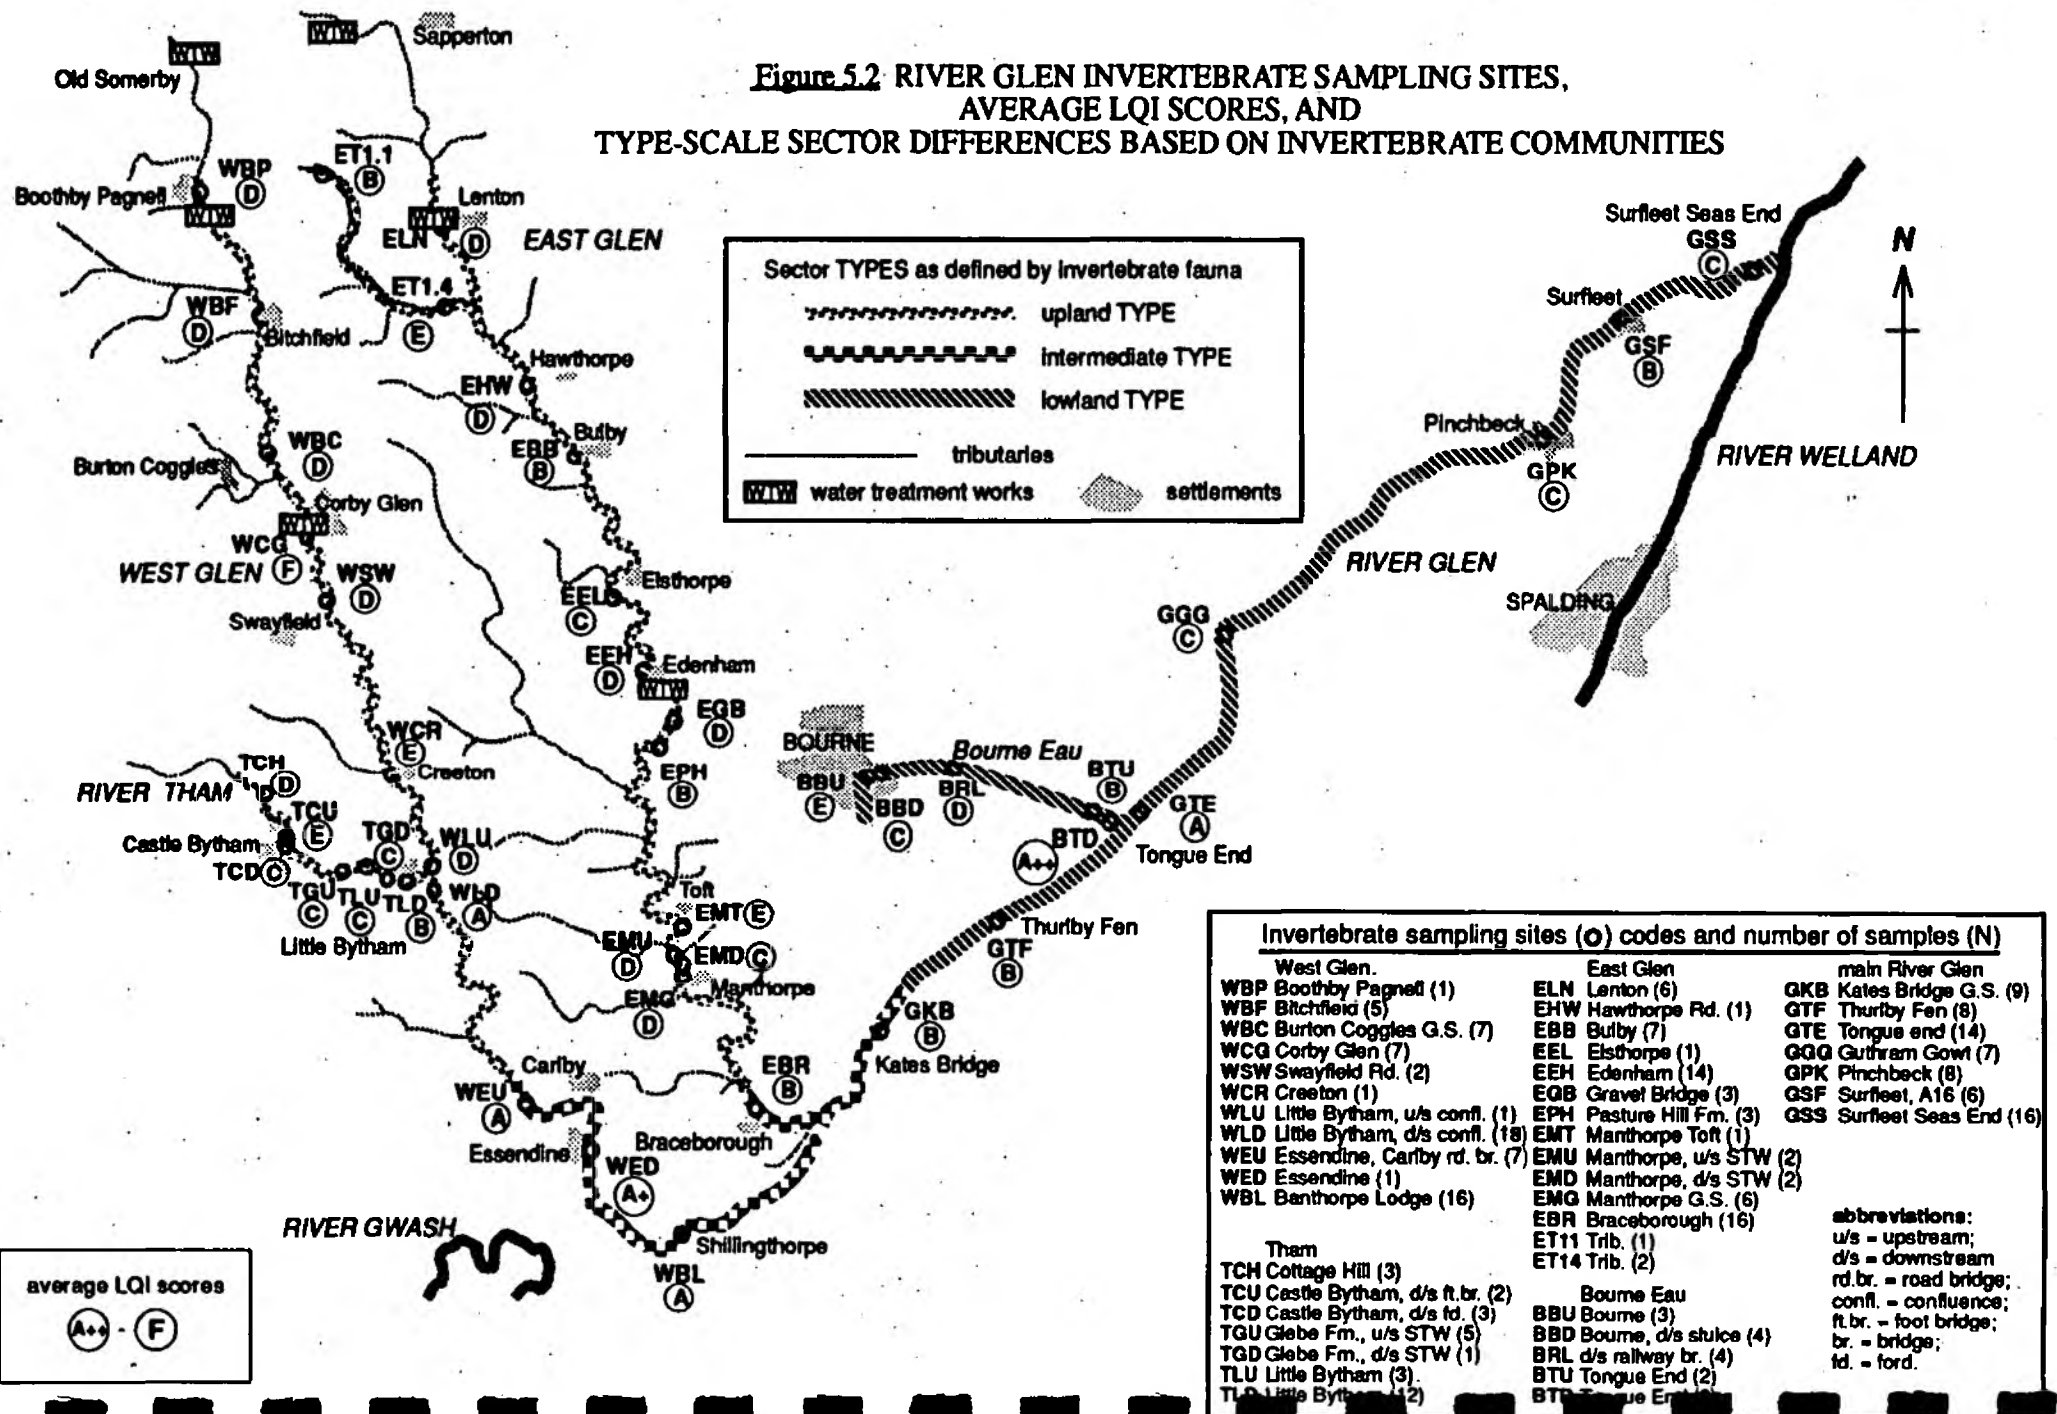 Figure 5.2 RIVER GLEN INVERTEBRATE SAMPLING SITES,
AVERAGE LQI SCORES, AND
TYPE-SCALE SECTOR DIFFERENCES BASED ON INVERTEBRATE COMMUNITIES
WTW
WTW
Sapperton
Old Somerby
ET1.1
B
WBP
D
Boothby Pagnell
WTW
WTW
Lenton
ELN
D
EAST GLEN
ET1.4
E
WBF
D
Bitchfield
Hawthorpe
EHW
D
Bulby
EBB
B
WBC
D
Burton Coggles
Corby Glen
WTW
WCG
F
WEST GLEN
WSW
D
Swayfield
Elsthorpe
EEL
C
EEH
D
Edenham
WTW
EGB
D
EPH
B
WCR
E
Creeton
TCH
D
RIVER THAM
TCU
E
Castle Bytham
TCD
C
TGD
C
WLU
D
TGU
C
TLU
C
TLD
B
WLD
A
Little Bytham
Toft
EMT
E
EMU
D
EMD
C
Manthorpe
EMG
D
Carlby
WEU
A
Essendine
WED
A+
EBR
B
Braceborough
RIVER GWASH
Shillingthorpe
WBL
A
GKB
B
Kates Bridge
Thurlby Fen
GTF
B
BOURNE
Bourne Eau
BBU
E
BBD
C
BRL
D
BTU
B
BTD
A++
GTE
A
Tongue End
GGG
C
RIVER GLEN
Pinchbeck
GPK
C
Surfleet
GSF
B
Surfleet Seas End
GSS
C
N
RIVER WELLAND
SPALDING
Sector TYPES as defined by invertebrate fauna
upland TYPE
intermediate TYPE
lowland TYPE
tributaries
WTW water treatment works
settlements
average LQI scores
A++ - F
Invertebrate sampling sites (o) codes and number of samples (N)
West Glen.
WBP Boothby Pagnell (1)
WBF Bitchfield (5)
WBC Burton Coggles G.S. (7)
WCG Corby Glen (7)
WSW Swayfield Rd. (2)
WCR Creeton (1)
WLU Little Bytham, u/s confl. (1)
WLD Little Bytham, d/s confl. (18)
WEU Essendine, Carlby rd. br. (7)
WED Essendine (1)
WBL Banthorpe Lodge (16)
Tham
TCH Cottage Hill (3)
TCU Castle Bytham, d/s ft.br. (2)
TCD Castle Bytham, d/s fd. (3)
TGU Glebe Fm., u/s STW (5)
TGD Glebe Fm., d/s STW (1)
TLU Little Bytham (3).
TLD Little Bytham (12)
East Glen
ELN Lenton (6)
EHW Hawthorpe Rd. (1)
EBB Bulby (7)
EEL Elsthorpe (1)
EEH Edenham (14)
EGB Gravel Bridge (3)
EPH Pasture Hill Fm. (3)
EMT Manthorpe Toft (1)
EMU Manthorpe, u/s STW (2)
EMD Manthorpe, d/s STW (2)
EMG Manthorpe G.S. (6)
EBR Braceborough (16)
ET11 Trib. (1)
ET14 Trib. (2)
Bourne Eau
BBU Bourne (3)
BBD Bourne, d/s sluice (4)
BRL d/s railway br. (4)
BTU Tongue End (2)
BTD Tongue End
main River Glen
GKB Kates Bridge G.S. (9)
GTF Thurlby Fen (8)
GTE Tongue end (14)
GGG Guthram Gowt (7)
GPK Pinchbeck (8)
GSF Surfleet, A16 (6)
GSS Surfleet Seas End (16)
abbreviations:
u/s = upstream;
d/s = downstream
rd.br. = road bridge;
confl. = confluence;
ft.br. = foot bridge;
br. = bridge;
fd. = ford.